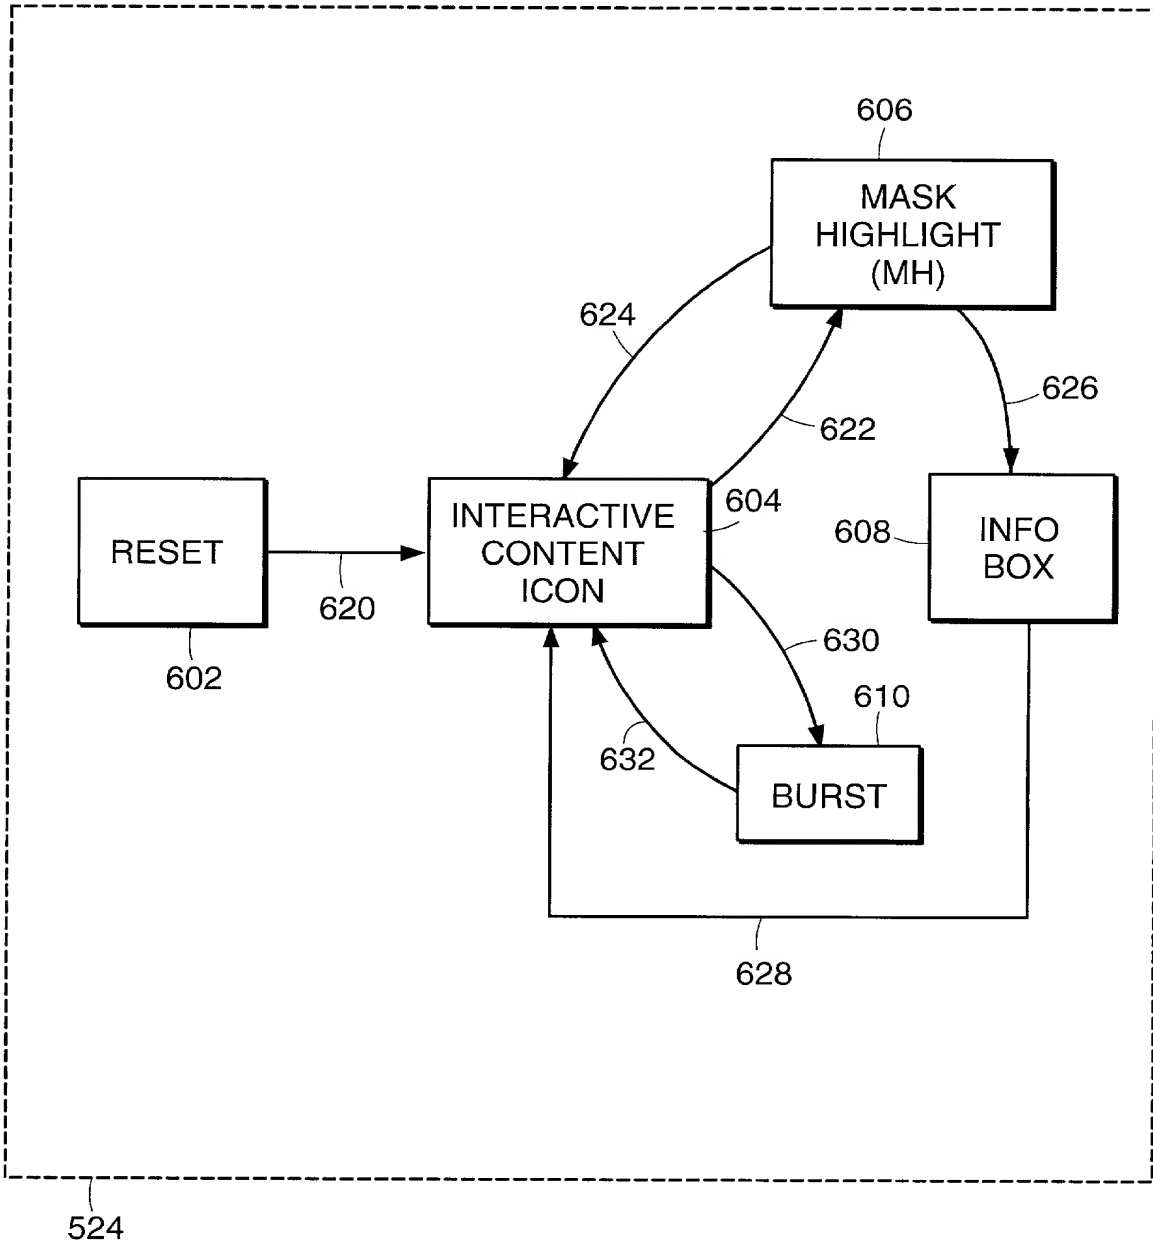 606
MASK
HIGHLIGHT
(MH)
624
626
622
604
INTERACTIVE
CONTENT
ICON
RESET
608
INFO
BOX
620
602
630
610
632
BURST
628
524